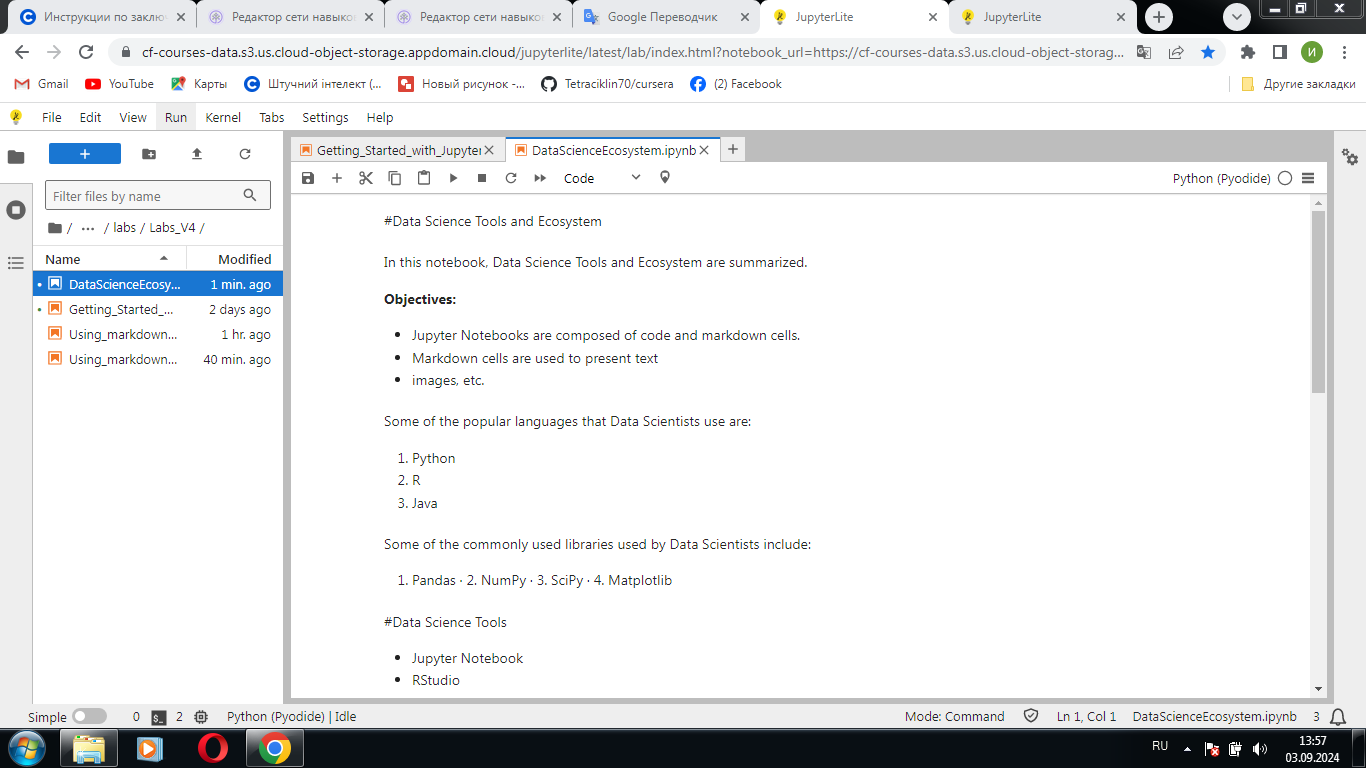 Инструкции по заключ
Редактор сети навыко
Редактор сети навыко
Google Переводчик
JupyterLite
JupyterLite
cf-courses-data.s3.us.cloud-object-storage.appdomain.cloud/jupyterlite/latest/lab/index.html?notebook_url=https://cf-courses-data.s3.us.cloud-object-storag...
И
Gmail
YouTube
Карты
Штучний інтелект (...
Новый рисунок -...
Tetraciklin70/cursera
(2) Facebook
Другие закладки
File Edit View Run Kernel Tabs Settings Help
Filter files by name
/ ··· / labs / Labs_V4 /
Name Modified
DataScienceEcosy... 1 min. ago
Getting_Started_... 2 days ago
Using_markdown... 1 hr. ago
Using_markdown... 40 min. ago
Getting_Started_with_Jupyter
DataScienceEcosystem.ipynb
Code
Python (Pyodide)
#Data Science Tools and Ecosystem
In this notebook, Data Science Tools and Ecosystem are summarized.
Objectives:
• Jupyter Notebooks are composed of code and markdown cells.
• Markdown cells are used to present text
• images, etc.
Some of the popular languages that Data Scientists use are:
1. Python
2. R
3. Java
Some of the commonly used libraries used by Data Scientists include:
1. Pandas · 2. NumPy · 3. SciPy · 4. Matplotlib
#Data Science Tools
• Jupyter Notebook
• RStudio
Simple 0 $_ 2 Python (Pyodide) | Idle Mode: Command Ln 1, Col 1 DataScienceEcosystem.ipynb 3
RU
13:57
03.09.2024